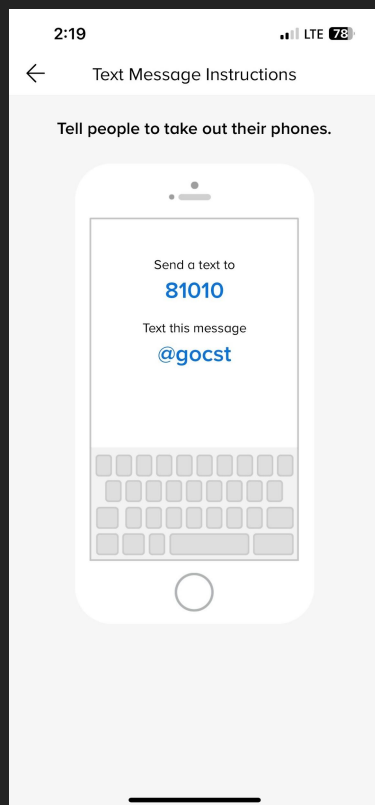 2:19 LTE 78
Text Message Instructions
Tell people to take out their phones.
Send a text to
81010
Text this message
@gocst